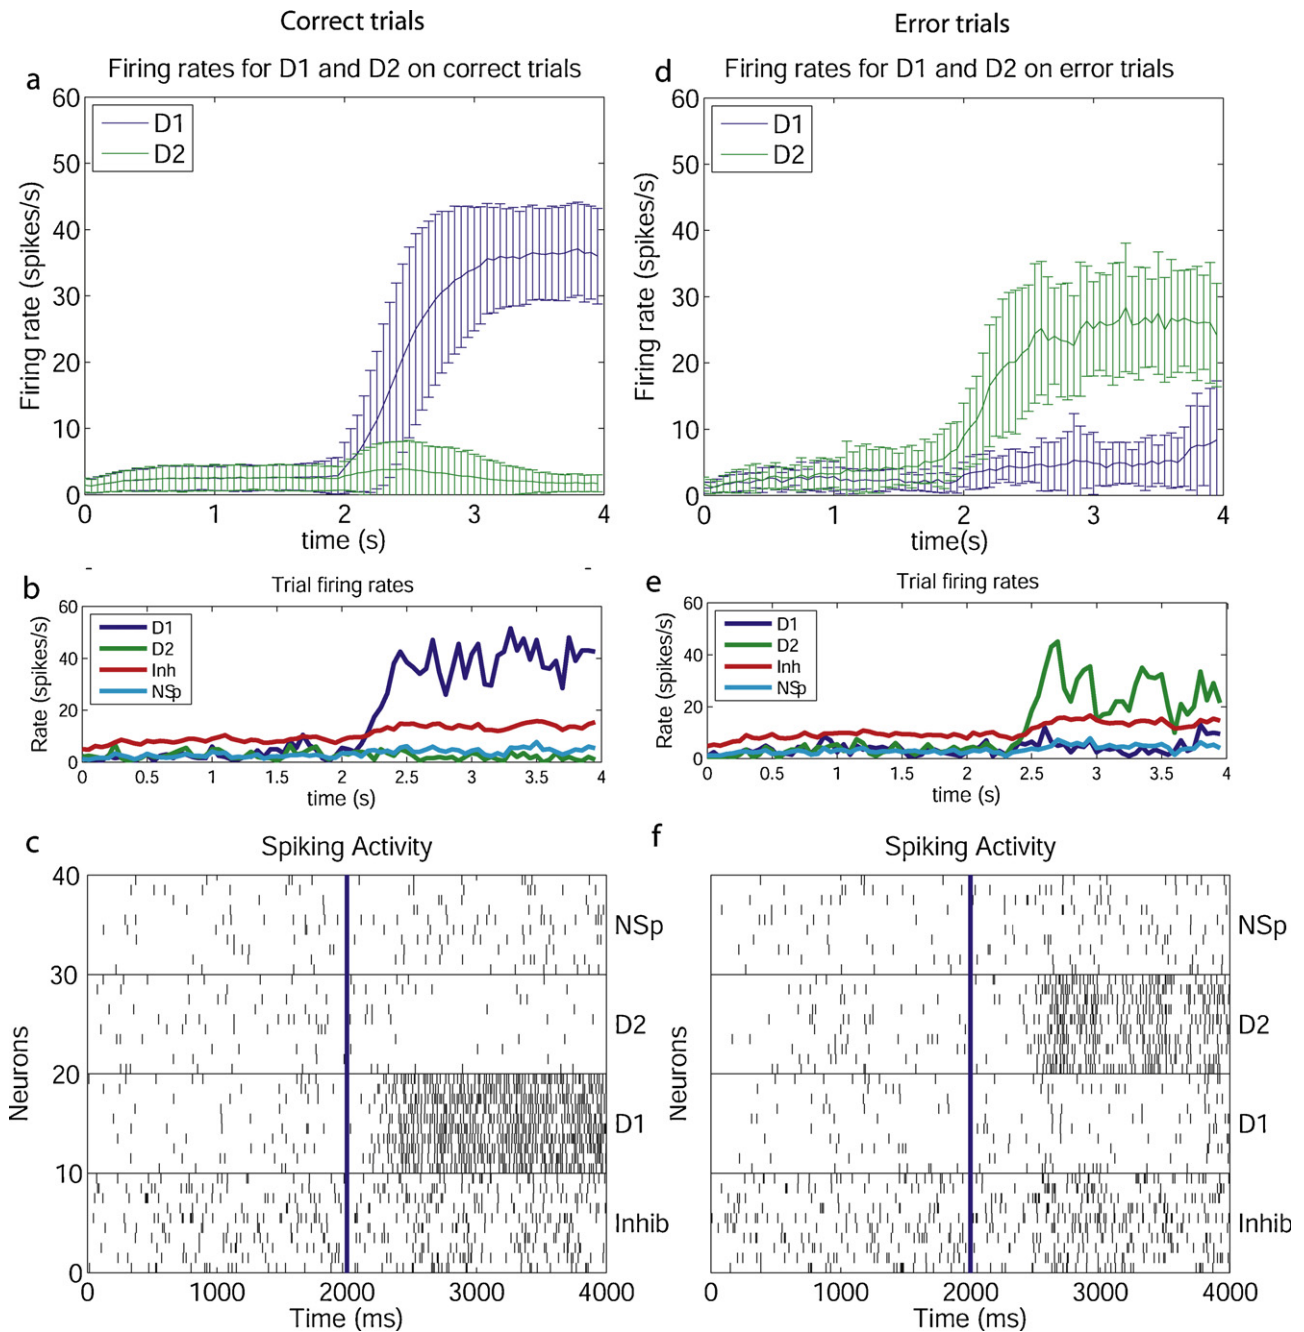 Correct trials
Error trials
a
Firing rates for D1 and D2 on correct trials
60
50
40
30
20
10
0
Firing rate (spikes/s)
D1
D2
0 1 2 3 4
time (s)
d
Firing rates for D1 and D2 on error trials
60
50
40
30
20
10
0
Firing rate (spikes/s)
D1
D2
0 1 2 3 4
time(s)
b
Trial firing rates
60
40
20
0
Rate (spikes/s)
D1
D2
Inh
NSp
0 0.5 1 1.5 2 2.5 3 3.5 4
time (s)
e
Trial firing rates
60
40
20
0
Rate (spikes/s)
D1
D2
Inh
NSp
0 0.5 1 1.5 2 2.5 3 3.5 4
time (s)
c
Spiking Activity
40
30
20
10
0
Neurons
NSp
D2
D1
Inhib
0 1000 2000 3000 4000
Time (ms)
f
Spiking Activity
Neurons
NSp
D2
D1
Inhib
0 1000 2000 3000 4000
Time (ms)